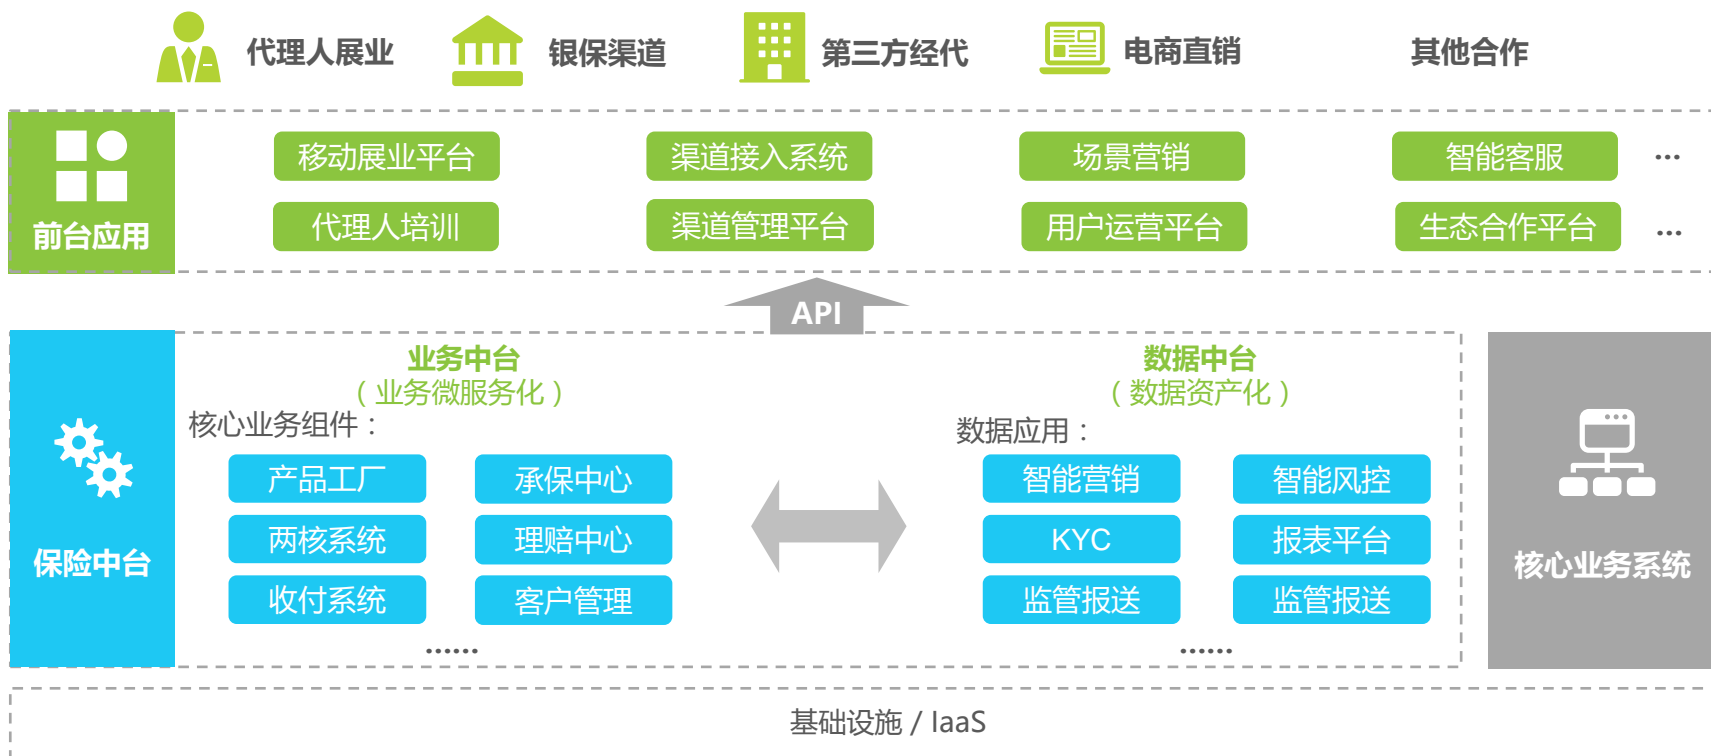 代理人展业
银保渠道
第三方经代
电商直销
其他合作
前台应用
移动展业平台
渠道接入系统
场景营销
智能客服
...
代理人培训
渠道管理平台
用户运营平台
生态合作平台
...
API
保险中台
业务中台
（业务微服务化）
核心业务组件：
产品工厂
承保中心
两核系统
理赔中心
收付系统
客户管理
......
数据中台
（数据资产化）
数据应用：
智能营销
智能风控
KYC
报表平台
监管报送
监管报送
......
核心业务系统
基础设施 / IaaS